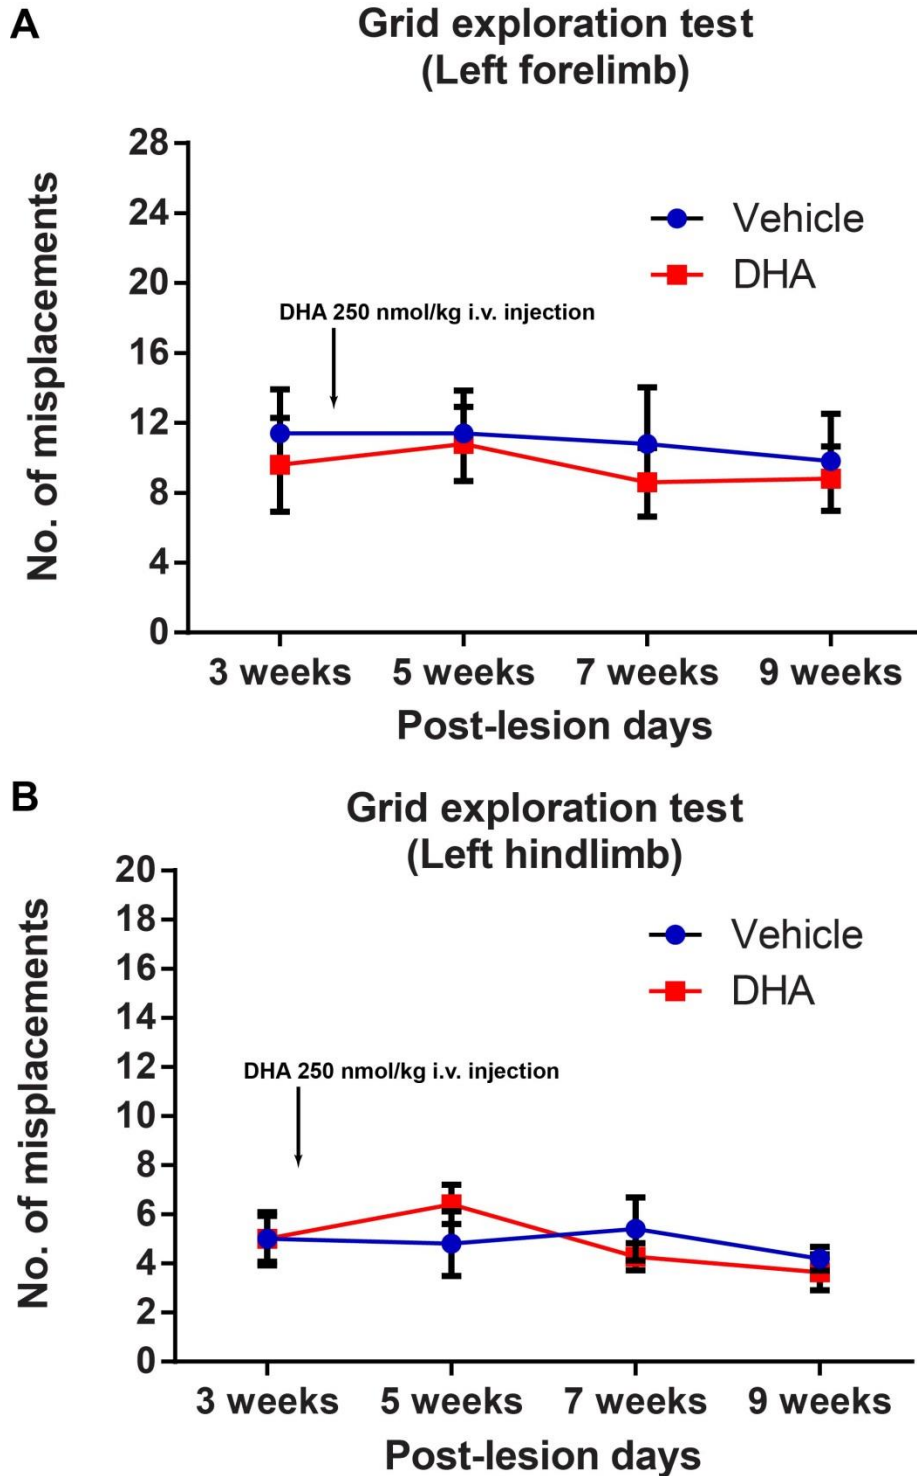 A
Grid exploration test
(Left forelimb)
No. of misplacements
28
24
20
16
12
8
4
0
Vehicle
DHA
DHA 250 nmol/kg i.v. injection
3 weeks 5 weeks 7 weeks 9 weeks
Post-lesion days
B
Grid exploration test
(Left hindlimb)
No. of misplacements
20
18
16
14
12
10
8
6
4
2
0
Vehicle
DHA
DHA 250 nmol/kg i.v. injection
3 weeks 5 weeks 7 weeks 9 weeks
Post-lesion days